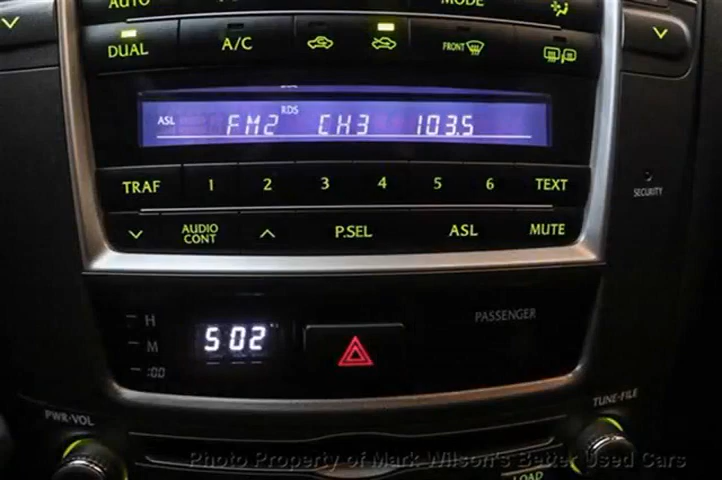 AUTO MODE
DUAL A/C FRONT
ASL FM2 RDS CH3 103.5
TRAF 1 2 3 4 5 6 TEXT
SECURITY
AUDIO CONT P.SEL ASL MUTE
H
M
:00
5:02
PASSENGER
PWR•VOL TUNE•FILE
LOAD
Photo Property of Mark Wilson's Used Cars